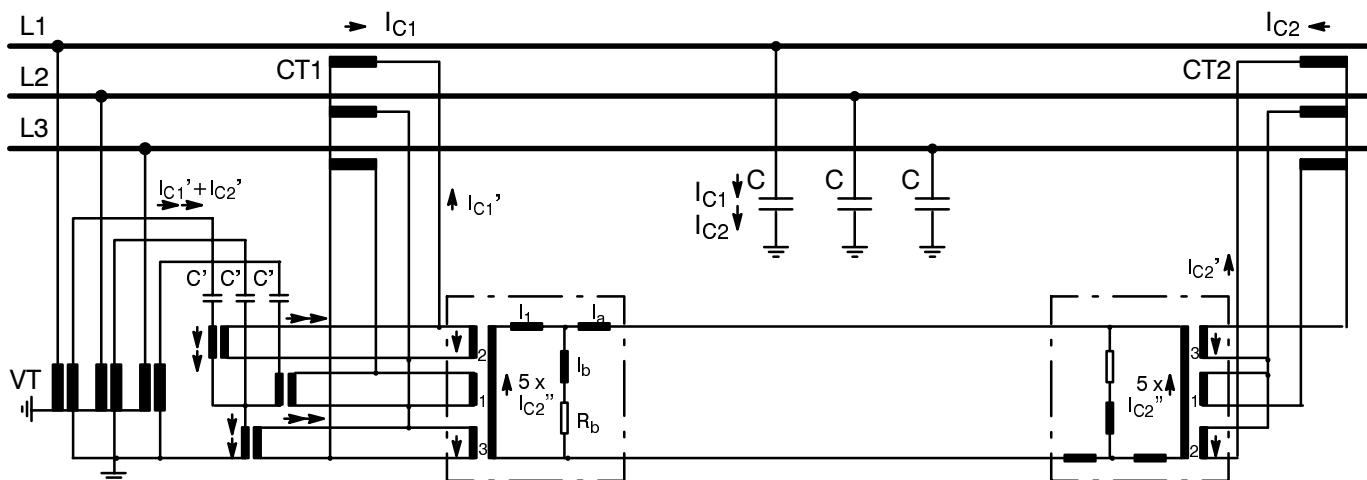 L1
I_C1
I_C2
CT1
CT2
L2
L3
I_C1'+I_C2'
I_C1'
C
C
C
I_C1
I_C2
I_C2'
C'
C'
C'
I_1
I_a
2
3
VT
I_b
5 x
I_C2''
1
5 x
I_C2''
1
R_b
3
2